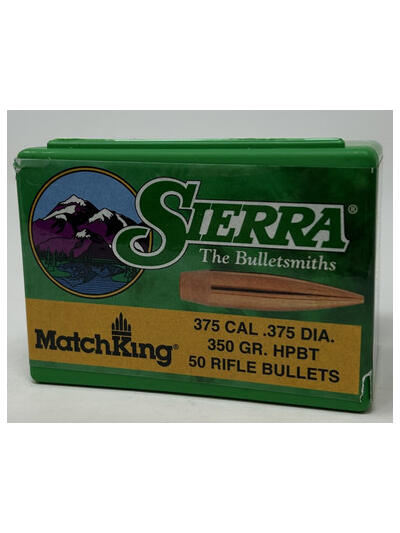 SIERRA®
The Bulletsmiths
MatchKing®
375 CAL .375 DIA.
350 GR. HPBT
50 RIFLE BULLETS